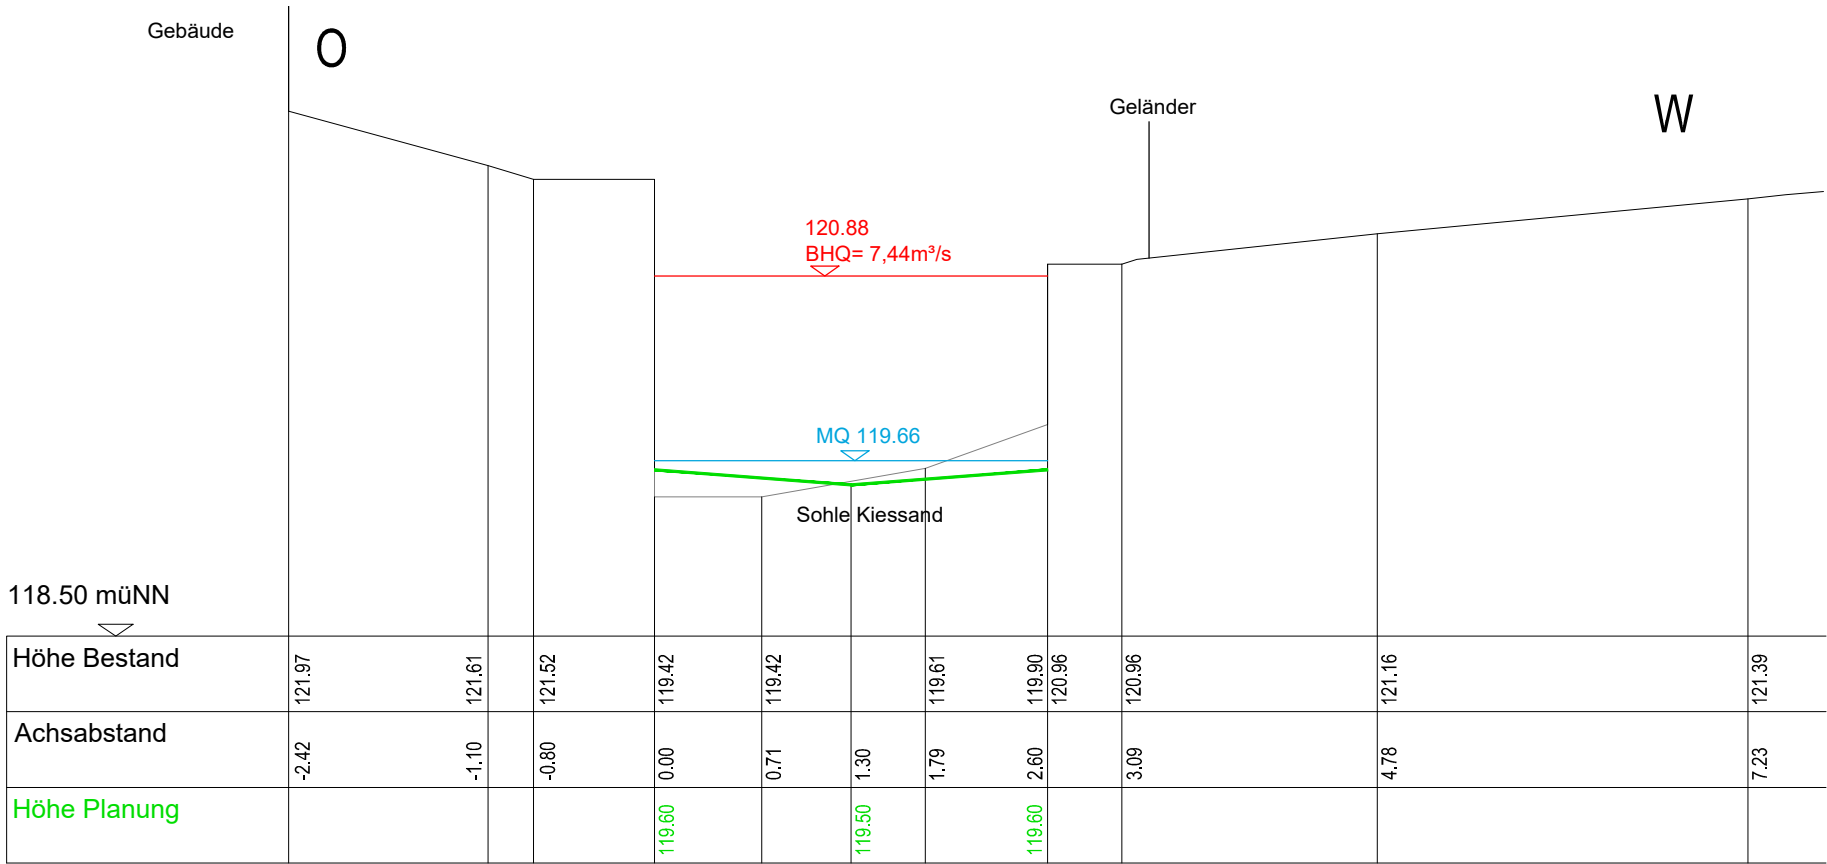 Gebäude
O
Geländer
W
120.88
BHQ= 7,44m³/s
MQ 119.66
Sohle Kiessand
118.50 müNN
Höhe Bestand
121.97
121.61
121.52
119.42
119.42
119.61
119.90
120.96
120.96
121.16
121.39
Achsabstand
-2.42
-1.10
-0.80
0.00
0.71
1.30
1.79
2.60
3.09
4.78
7.23
Höhe Planung
119.60
119.50
119.60